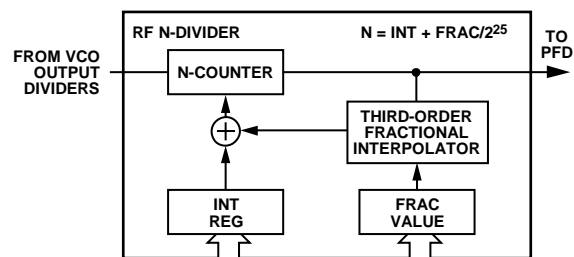 RF N-DIVIDER
N = INT + FRAC/2²⁵
FROM VCO
OUTPUT
DIVIDERS
N-COUNTER
TO
PFD
THIRD-ORDER
FRACTIONAL
INTERPOLATOR
+
INT
REG
FRAC
VALUE